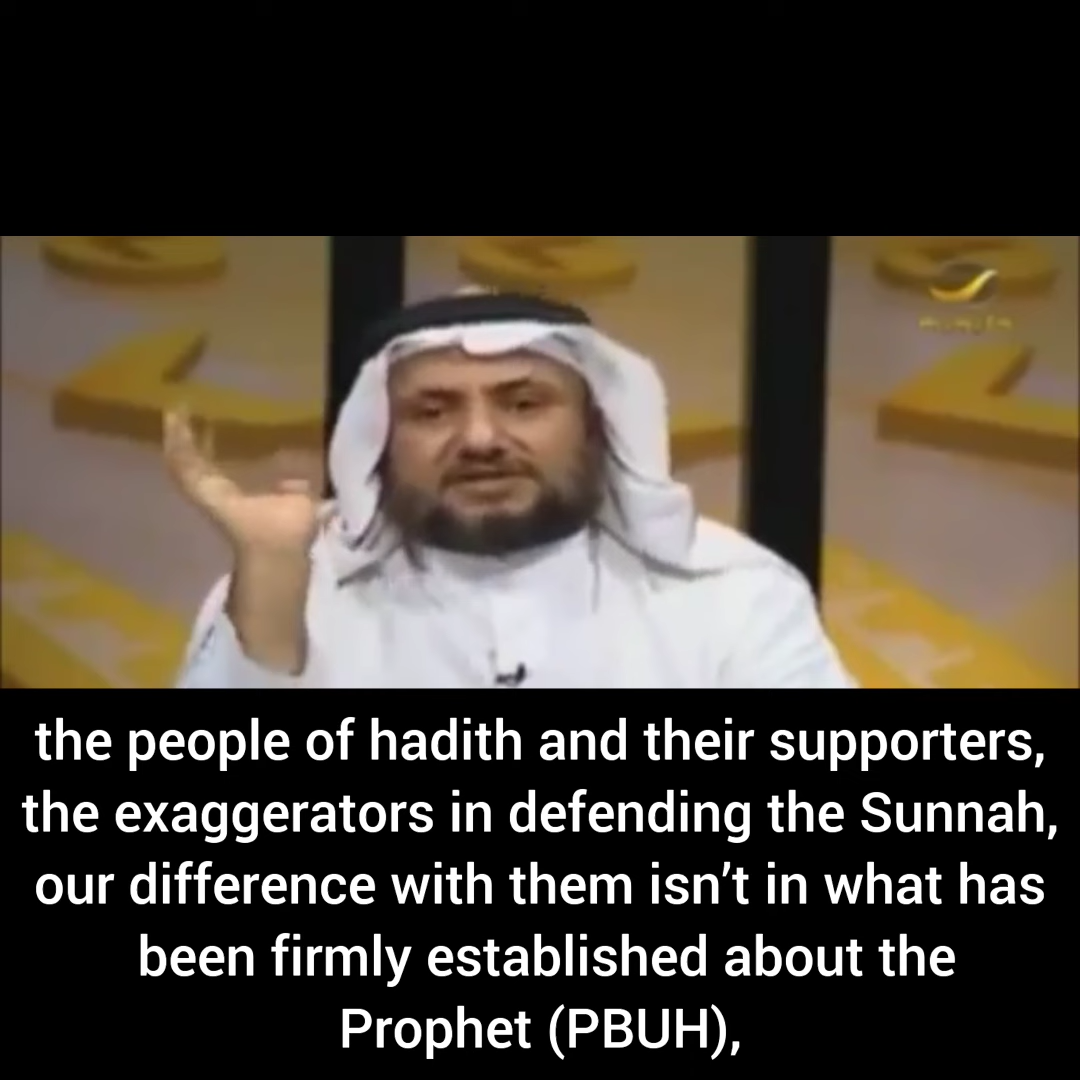 the people of hadith and their supporters,
the exaggerators in defending the Sunnah,
our difference with them isn’t in what has
been firmly established about the
Prophet (PBUH),